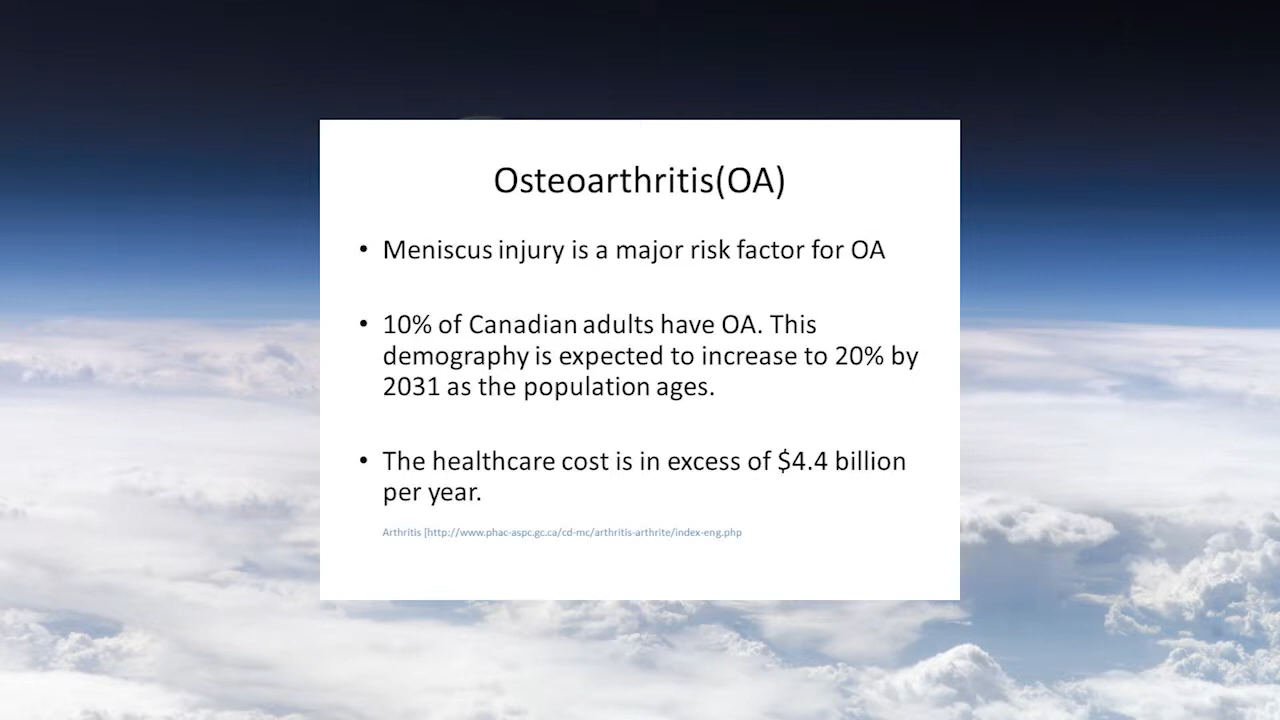 Osteoarthritis(OA)
• Meniscus injury is a major risk factor for OA
• 10% of Canadian adults have OA. This
demography is expected to increase to 20% by
2031 as the population ages.
• The healthcare cost is in excess of $4.4 billion
per year.
Arthritis [http://www.phac-aspc.gc.ca/cd-mc/arthritis-arthrite/index-eng.php